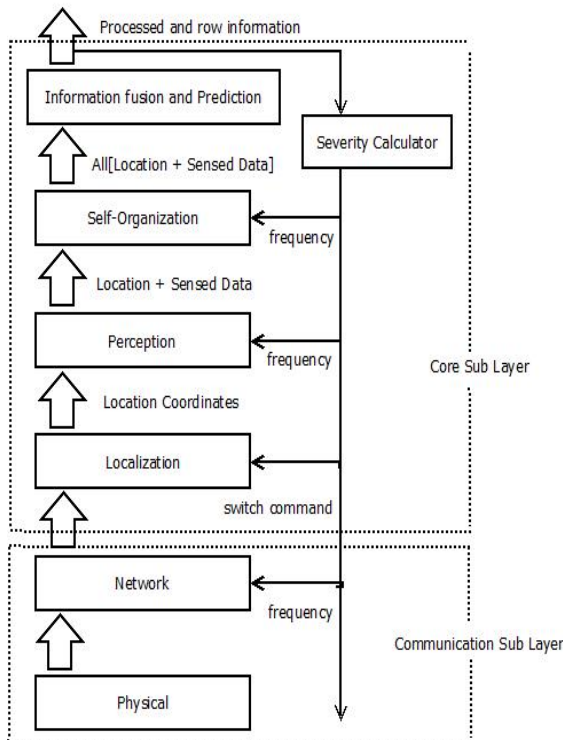 Processed and row information
Information fusion and Prediction
Severity Calculator
All[Location + Sensed Data]
Self-Organization
frequency
Location + Sensed Data
Perception
frequency
Core Sub Layer
Location Coordinates
Localization
switch command
Network
frequency
Communication Sub Layer
Physical